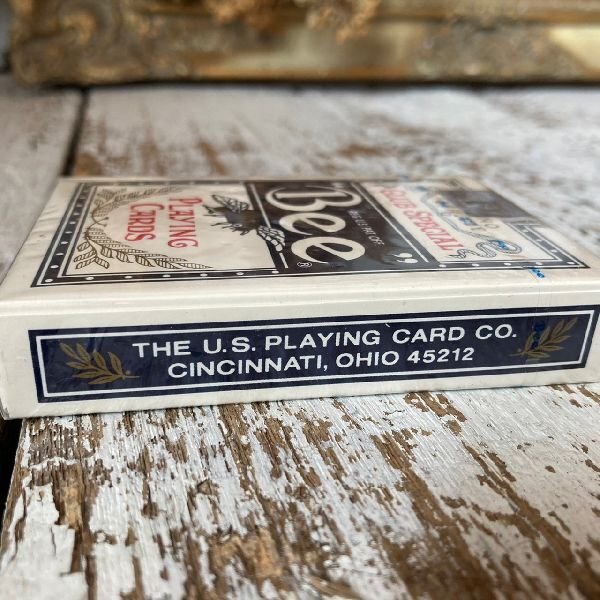 PLAYING
CARDS
Bee
®
CLUB SPECIAL
THE U.S. PLAYING CARD CO.
CINCINNATI, OHIO 45212